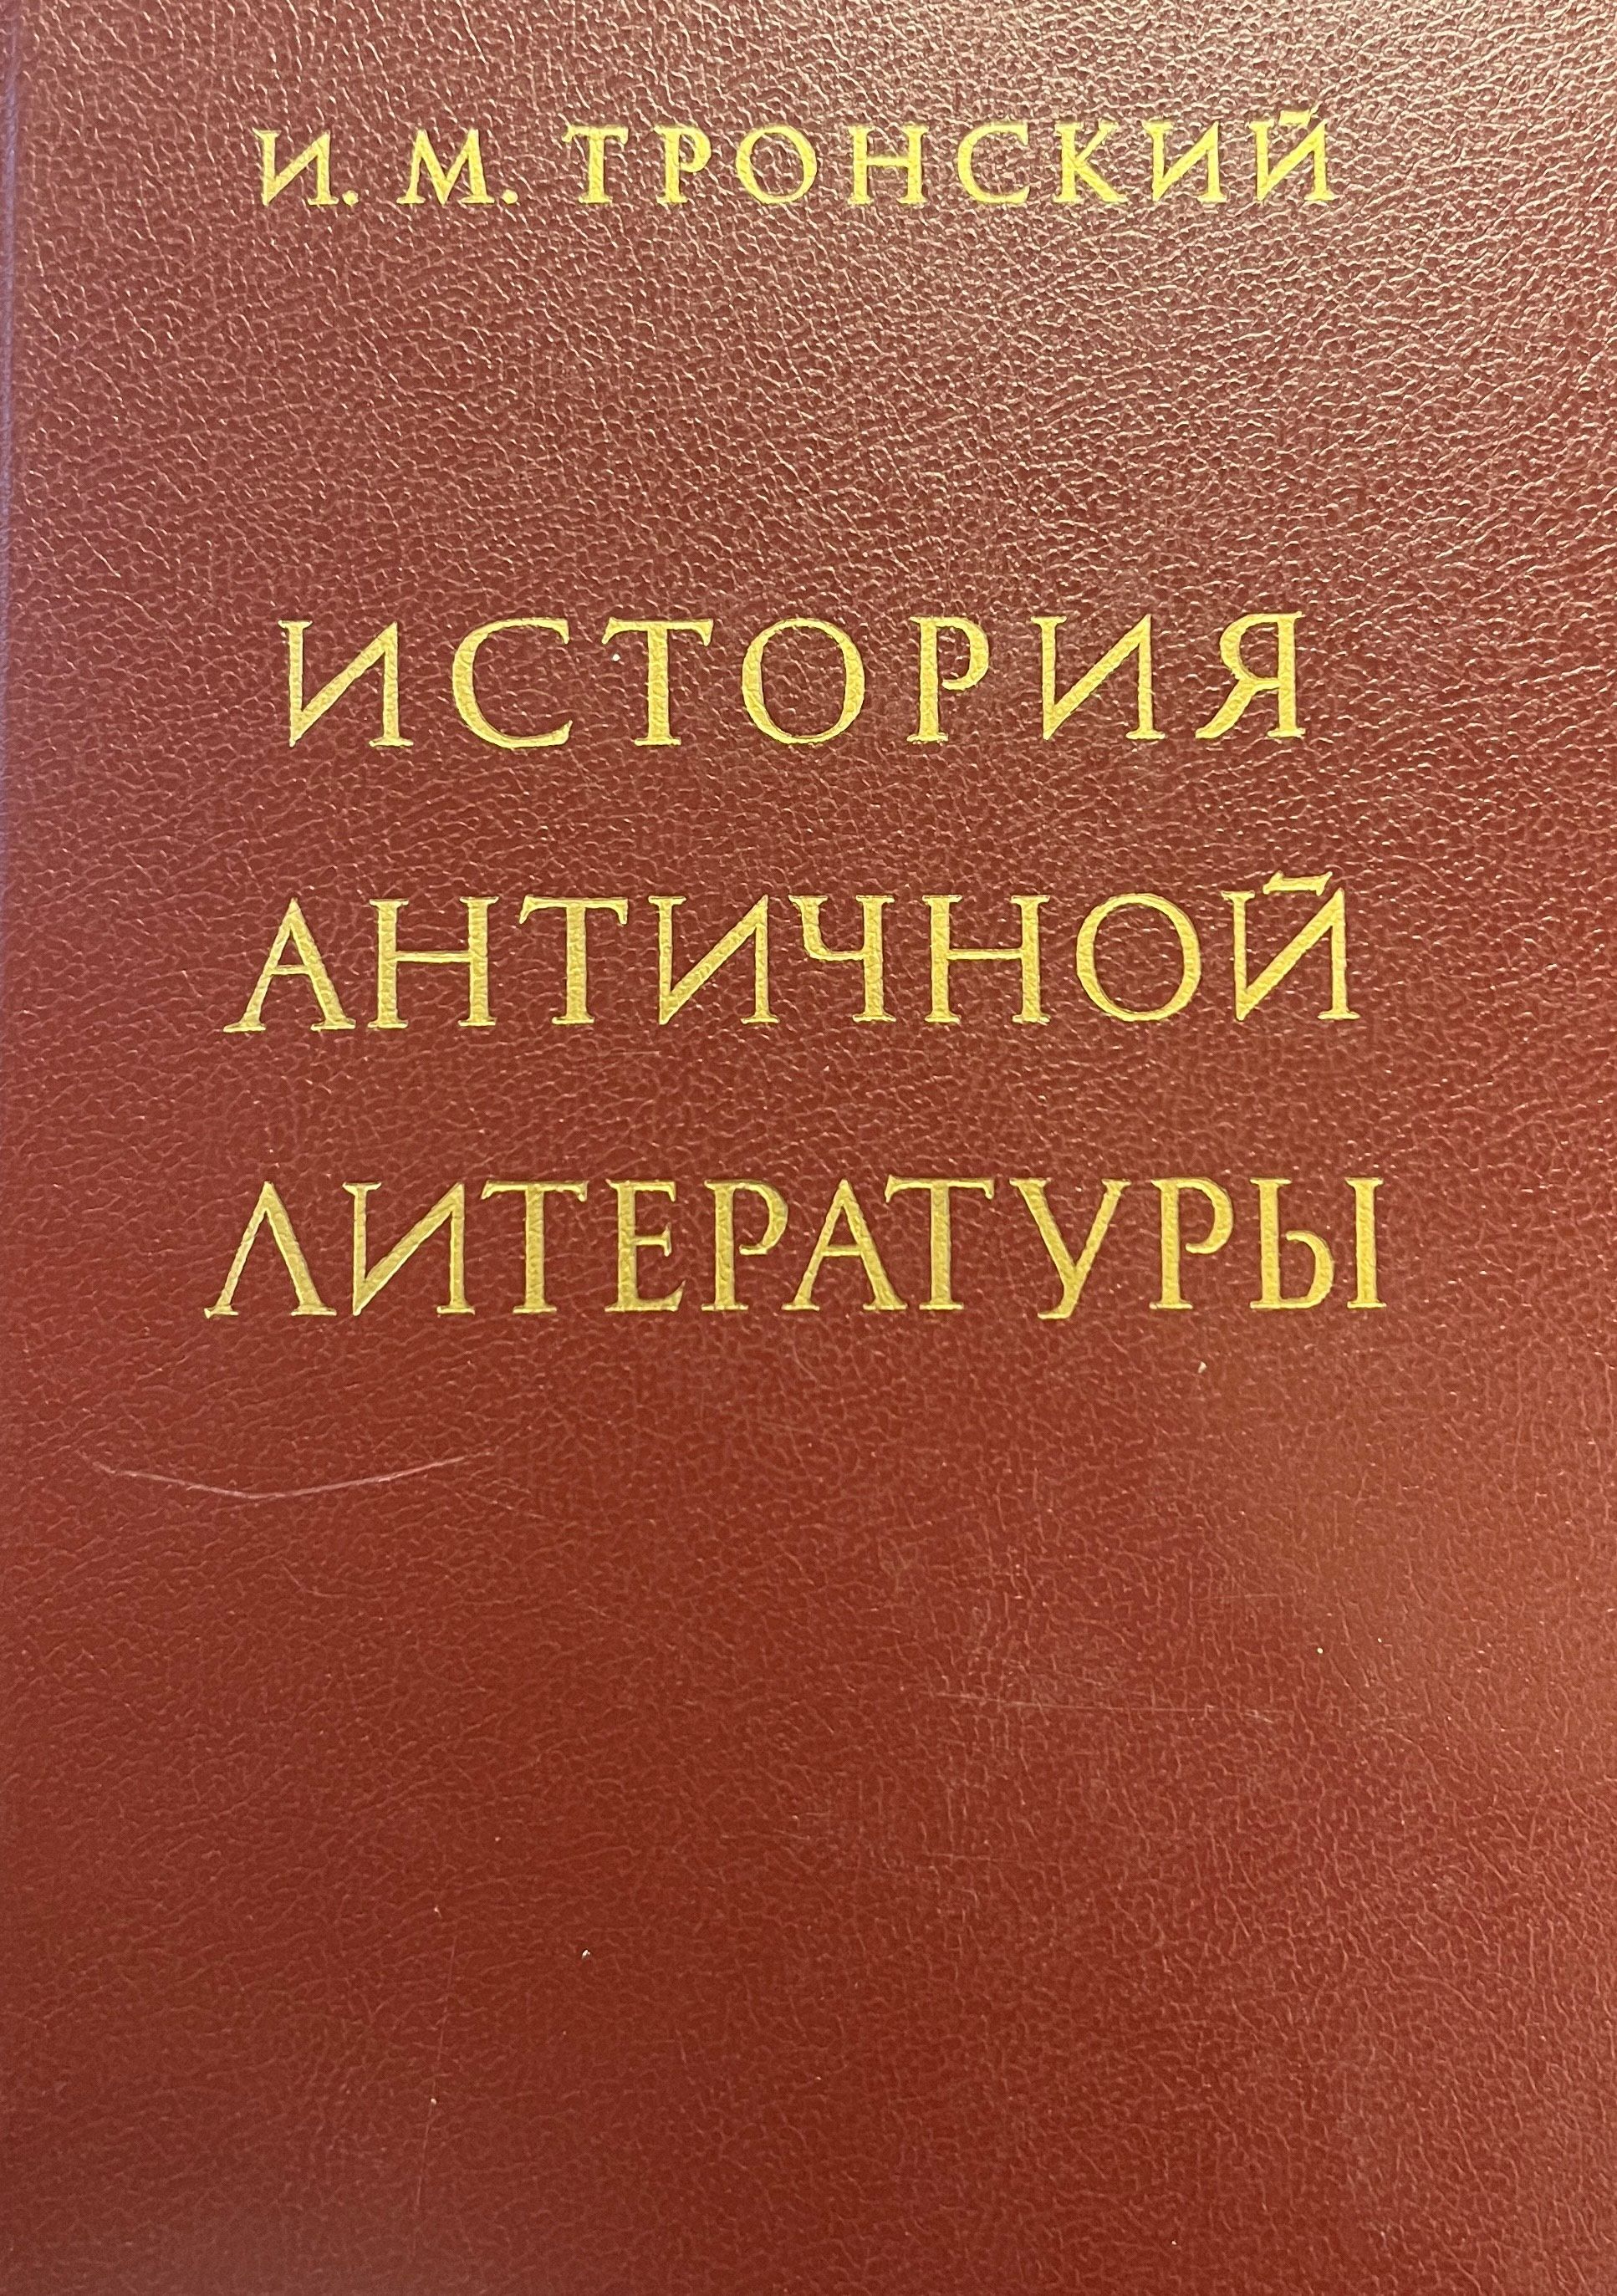 И. М. ТРОНСКИЙ
ИСТОРИЯ
АНТИЧНОЙ
ЛИТЕРАТУРЫ